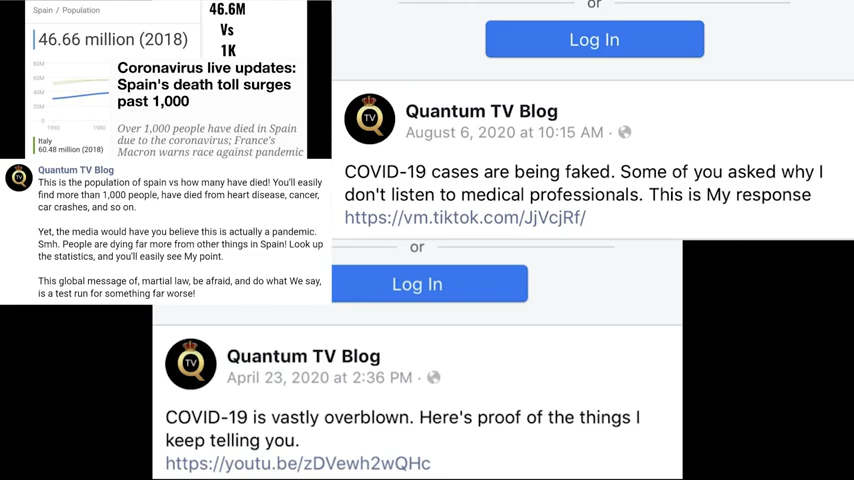 Spain / Population
46.66 million (2018)
80M
60M
40M
20M
0
1960
1980
Italy
60.48 million (2018)
46.6M
Vs
1K
Coronavirus live updates:
Spain's death toll surges
past 1,000
Over 1,000 people have died in Spain
due to the coronavirus; France's
Macron warns race against pandemic
Quantum TV Blog
This is the population of spain vs how many have died! You'll easily
find more than 1,000 people, have died from heart disease, cancer,
car crashes, and so on.
Yet, the media would have you believe this is actually a pandemic.
Smh. People are dying far more from other things in Spain! Look up
the statistics, and you'll easily see My point.
This global message of, martial law, be afraid, and do what We say,
is a test run for something far worse!
or
Log In
TV
Quantum TV Blog
August 6, 2020 at 10:15 AM ·
COVID-19 cases are being faked. Some of you asked why I
don't listen to medical professionals. This is My response
https://vm.tiktok.com/JjVcjRf/
or
Log In
TV
Quantum TV Blog
April 23, 2020 at 2:36 PM ·
COVID-19 is vastly overblown. Here's proof of the things I
keep telling you.
https://youtu.be/zDVewh2wQHc